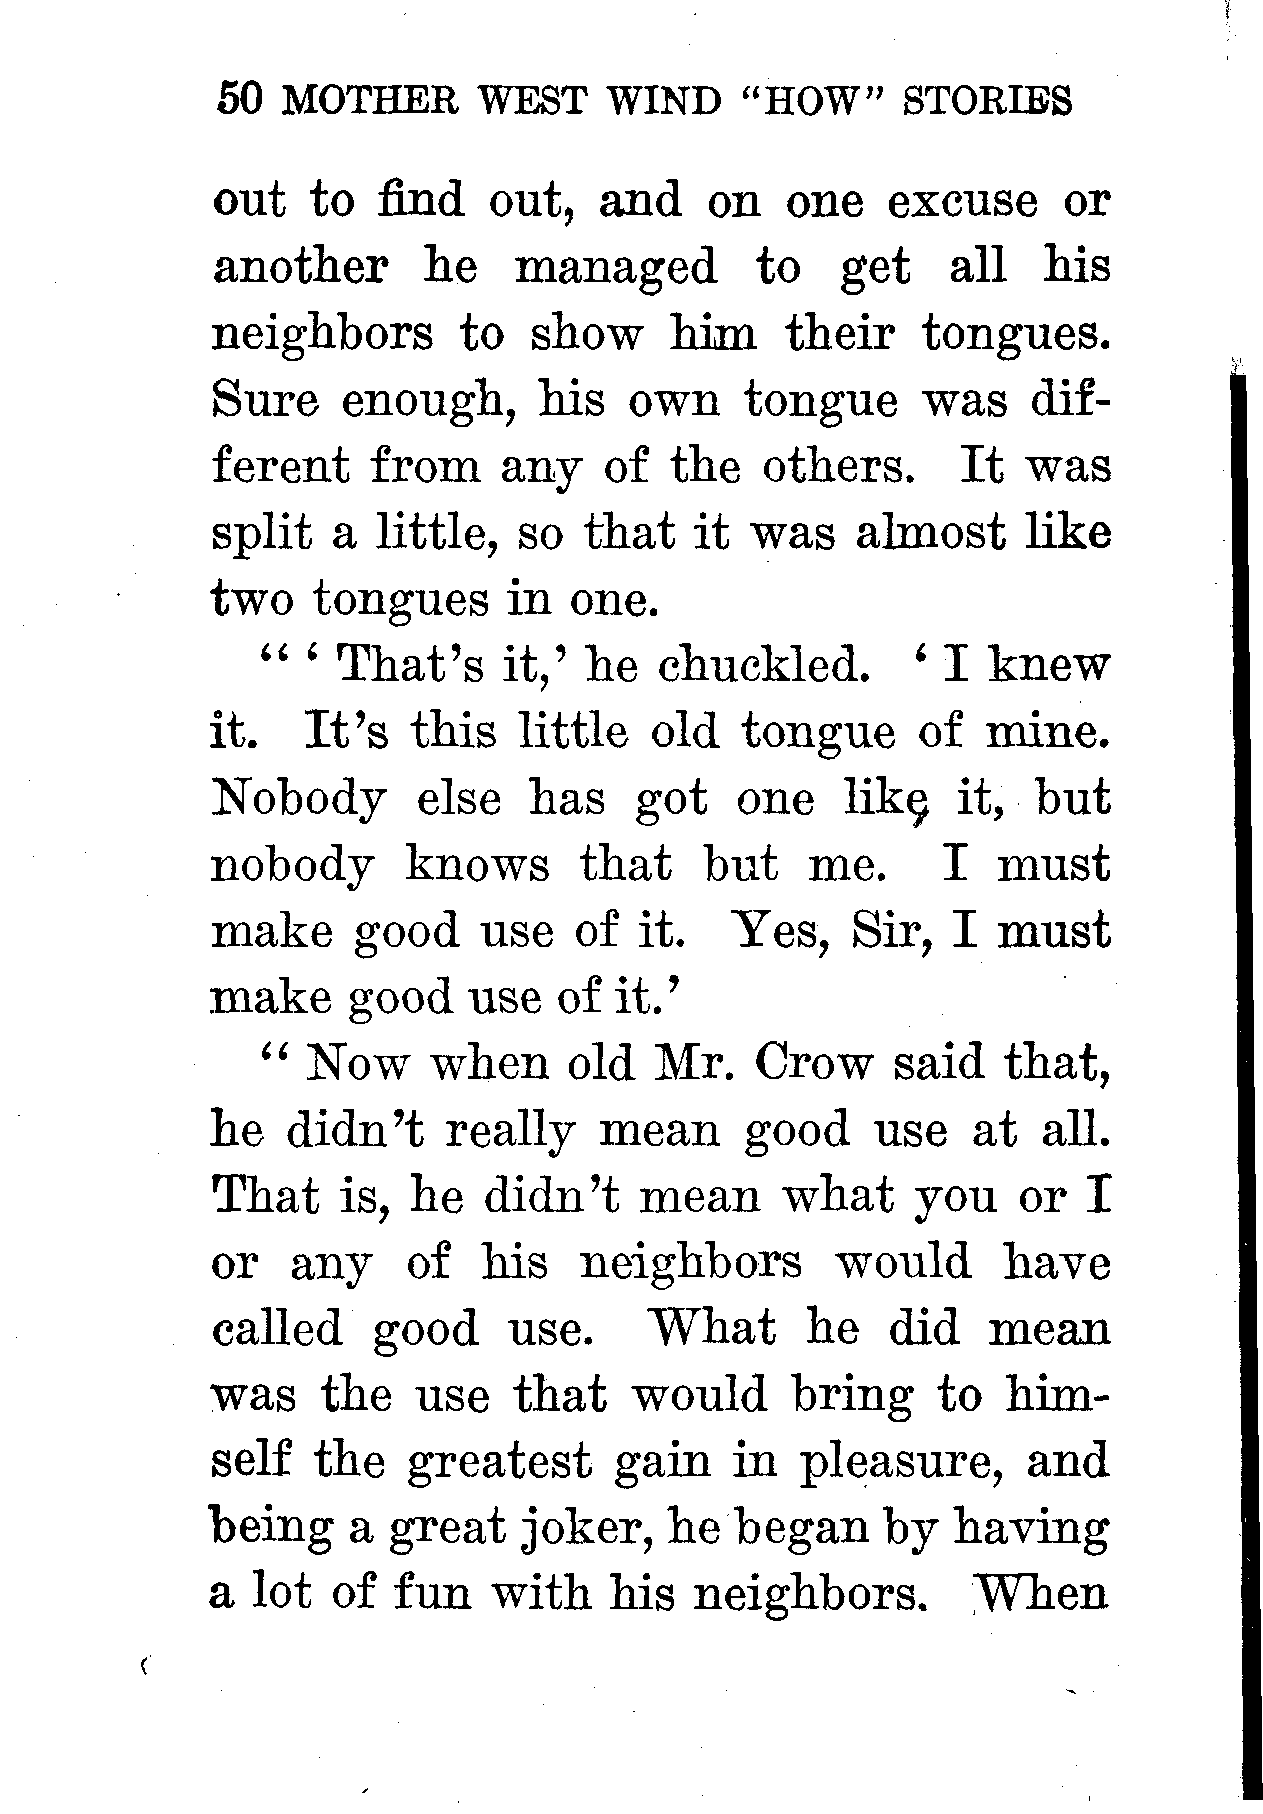 50 MOTHER WEST WIND "HOW" STORIES
out to find out, and on one excuse or
another he managed to get all his
neighbors to show him their tongues.
Sure enough, his own tongue was dif-
ferent from any of the others. It was
split a little, so that it was almost like
two tongues in one.
" ' That's it,' he chuckled. ' I knew
it. It's this little old tongue of mine.
Nobody else has got one like it, but
nobody knows that but me. I must
make good use of it. Yes, Sir, I must
make good use of it.'
" Now when old Mr. Crow said that,
he didn't really mean good use at all.
That is, he didn't mean what you or I
or any of his neighbors would have
called good use. What he did mean
was the use that would bring to him-
self the greatest gain in pleasure, and
being a great joker, he began by having
a lot of fun with his neighbors. When